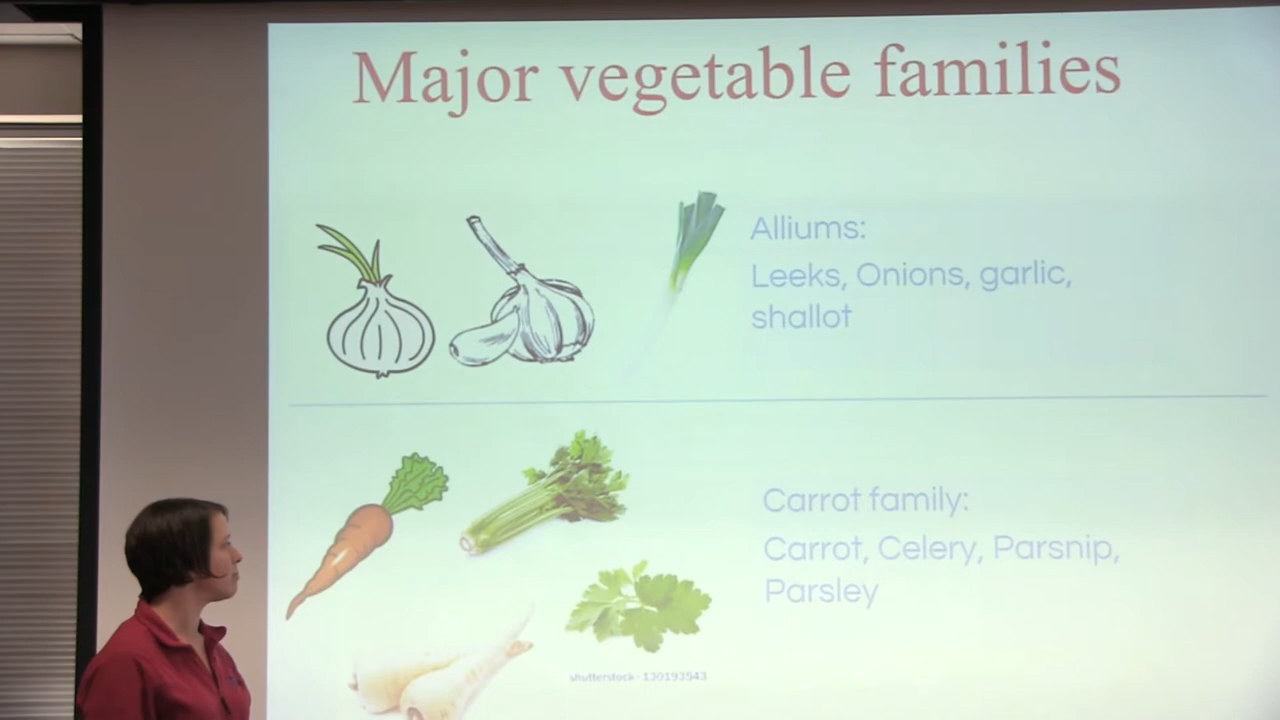 Major vegetable families
Alliums:
Leeks, Onions, garlic,
shallot
Carrot family:
Carrot, Celery, Parsnip,
Parsley
shutterstock · 130193543